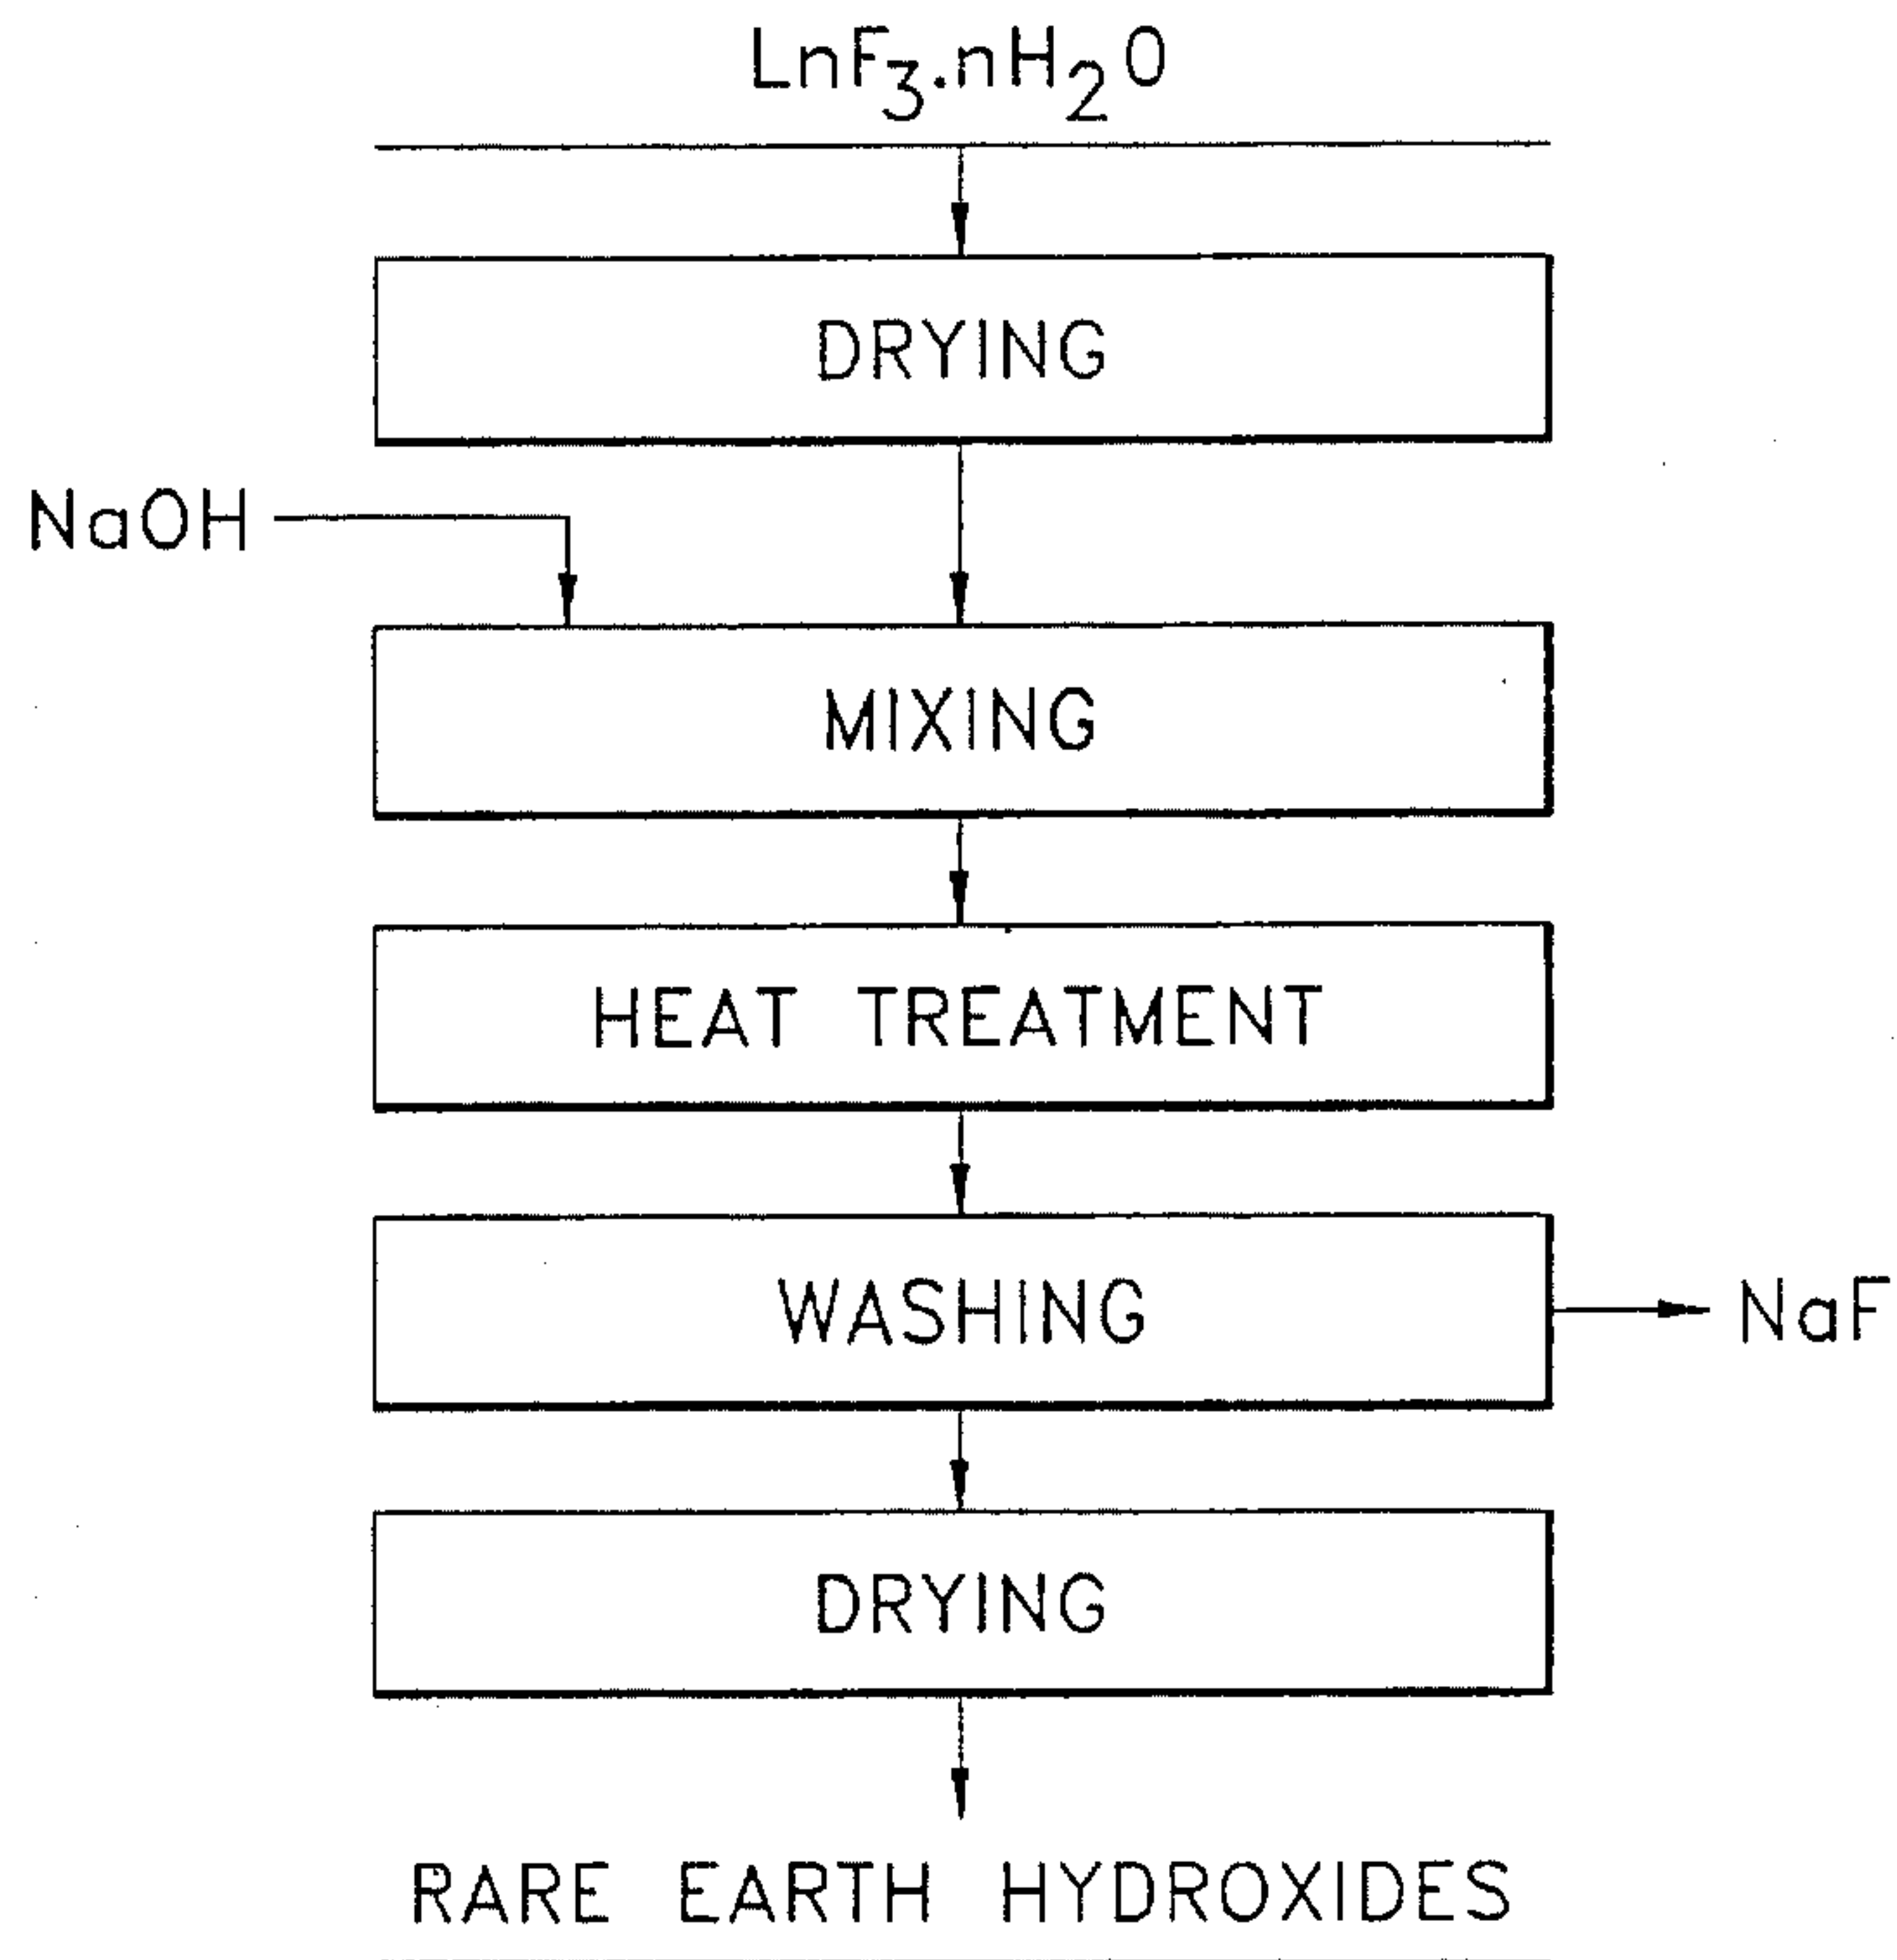 LnF₃.nH₂O
DRYING
NaOH
MIXING
HEAT TREATMENT
WASHING
NaF
DRYING
RARE EARTH HYDROXIDES